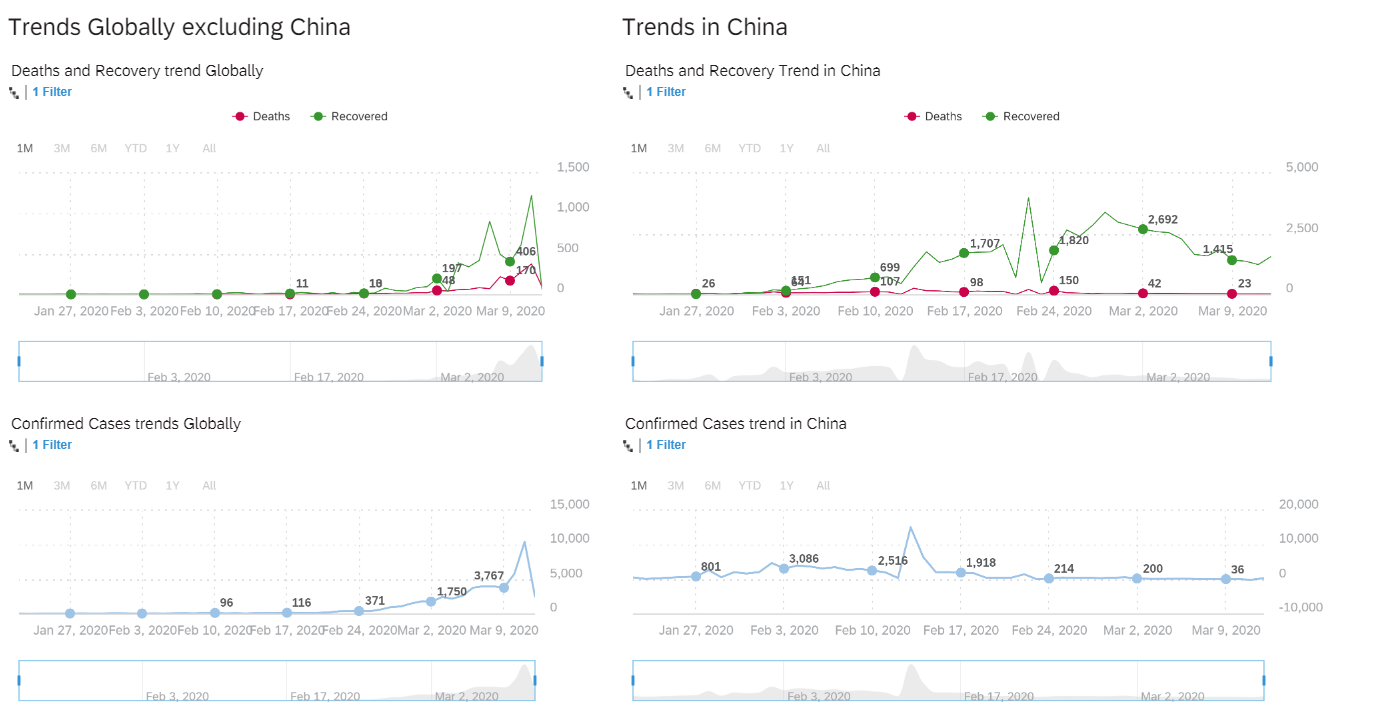 Trends Globally excluding China
Deaths and Recovery trend Globally
1 Filter
Deaths Recovered
1M 3M 6M YTD 1Y All
1,500
1,000
500
0
11
197
48
406
170
Jan 27, 2020 Feb 3, 2020 Feb 10, 2020 Feb 17, 2020 Feb 24, 2020 Mar 2, 2020 Mar 9, 2020
Feb 3, 2020 Feb 17, 2020 Mar 2, 2020
Confirmed Cases trends Globally
1 Filter
1M 3M 6M YTD 1Y All
15,000
10,000
5,000
0
96 116 371 1,750 3,767
Jan 27, 2020 Feb 3, 2020 Feb 10, 2020 Feb 17, 2020 Feb 24, 2020 Mar 2, 2020 Mar 9, 2020
Feb 3, 2020 Feb 17, 2020 Mar 2, 2020
Trends in China
Deaths and Recovery Trend in China
1 Filter
Deaths Recovered
1M 3M 6M YTD 1Y All
5,000
2,500
0
699 1,707 1,820 2,692 1,415
26 107 98 150 42 23
Jan 27, 2020 Feb 3, 2020 Feb 10, 2020 Feb 17, 2020 Feb 24, 2020 Mar 2, 2020 Mar 9, 2020
Feb 3, 2020 Feb 17, 2020 Mar 2, 2020
Confirmed Cases trend in China
1 Filter
1M 3M 6M YTD 1Y All
20,000
10,000
0
-10,000
801 3,086 2,516 1,918 214 200 36
Jan 27, 2020 Feb 3, 2020 Feb 10, 2020 Feb 17, 2020 Feb 24, 2020 Mar 2, 2020 Mar 9, 2020
Feb 3, 2020 Feb 17, 2020 Mar 2, 2020